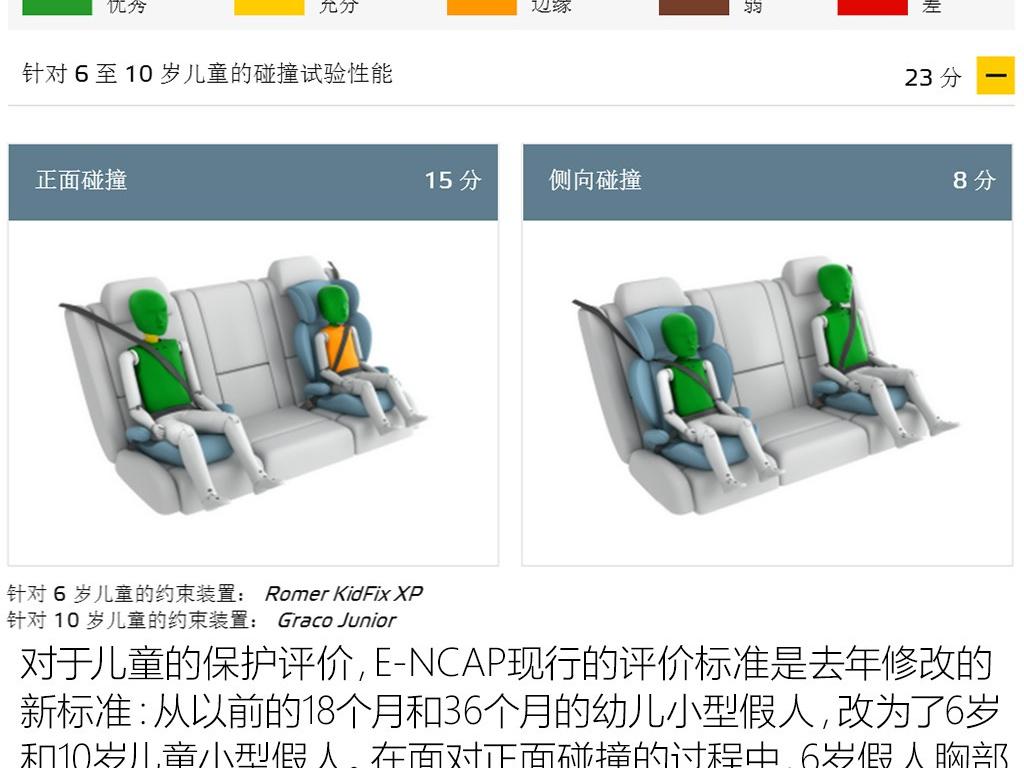 优秀 充分 边缘 弱 差
针对 6 至 10 岁儿童的碰撞试验性能 23 分
正面碰撞 15 分 侧向碰撞 8 分
针对 6 岁儿童的约束装置： Romer KidFix XP
针对 10 岁儿童的约束装置： Graco Junior
对于儿童的保护评价,E-NCAP现行的评价标准是去年修改的
新标准:从以前的18个月和36个月的幼儿小型假人,改为了6岁
和10岁儿童小型假人。在面对正面碰撞的过程中,6岁假人胸部